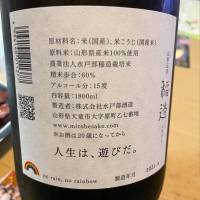 原材料名：米（国産）、米こうじ（国産米）
原料米：山形県産米100％使用
農業法人水戸部稲造栽培米
精米歩合：60％
アルコール分：15度
内容量：1800ml
製造者：株式会社水戸部酒造
山形県天童市大字原町乙七番地
www.mitobesake.com
※お酒は20歳になってから
人生は、遊びだ。
no rain, no rainbow
製造年月
稲造